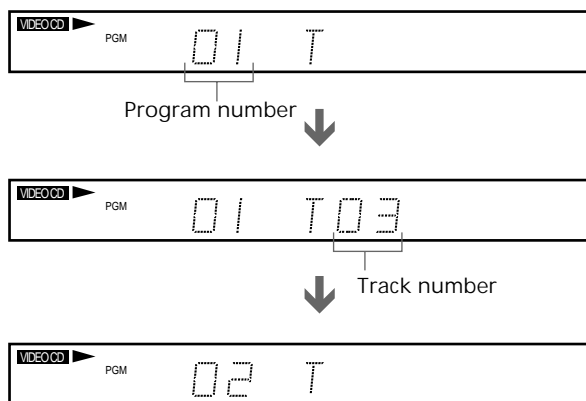 VIDEO CD
PGM 01 T
Program number
VIDEO CD
PGM 01 T03
Track number
VIDEO CD
PGM 02 T